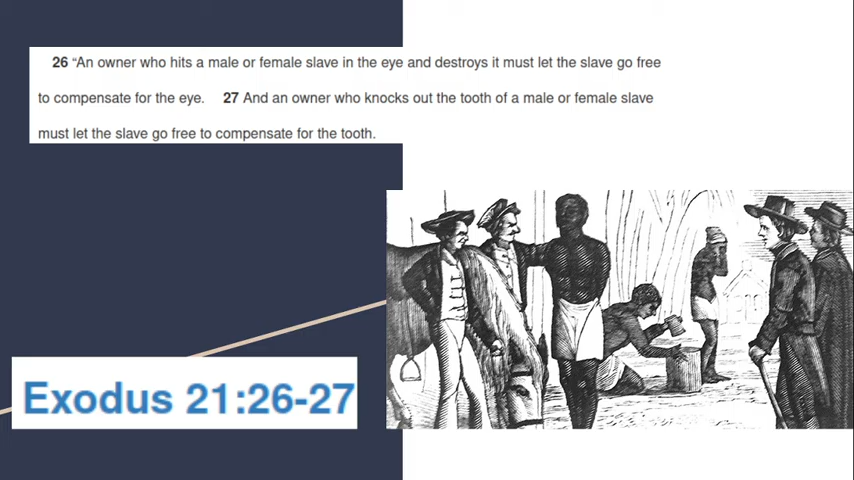 26 “An owner who hits a male or female slave in the eye and destroys it must let the slave go free
to compensate for the eye. 27 And an owner who knocks out the tooth of a male or female slave
must let the slave go free to compensate for the tooth.
Exodus 21:26-27